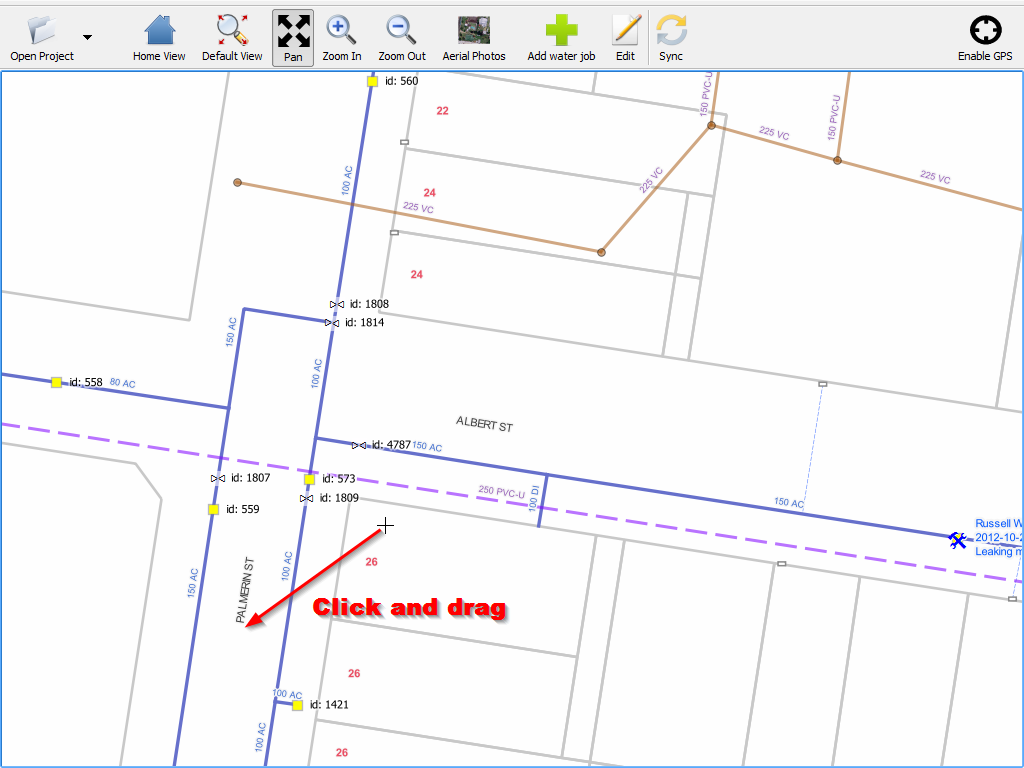 Open Project
Home View
Default View
Pan
Zoom In
Zoom Out
Aerial Photos
Add water job
Edit
Sync
Enable GPS
id: 560
22
150 PVC-U
150 PVC-U
225 VC
225 VC
225 VC
100 AC
24
225 VC
24
id: 1808
id: 1814
150 AC
100 AC
id: 558
80 AC
ALBERT ST
id: 4787
150 AC
id: 1807
id: 573
250 PVC-U
100 DI
150 AC
id: 1809
id: 559
Russell W
2012-10-2
Leaking m
26
100 AC
150 AC
PALMERIN ST
Click and drag
26
100 AC
id: 1421
100 AC
26